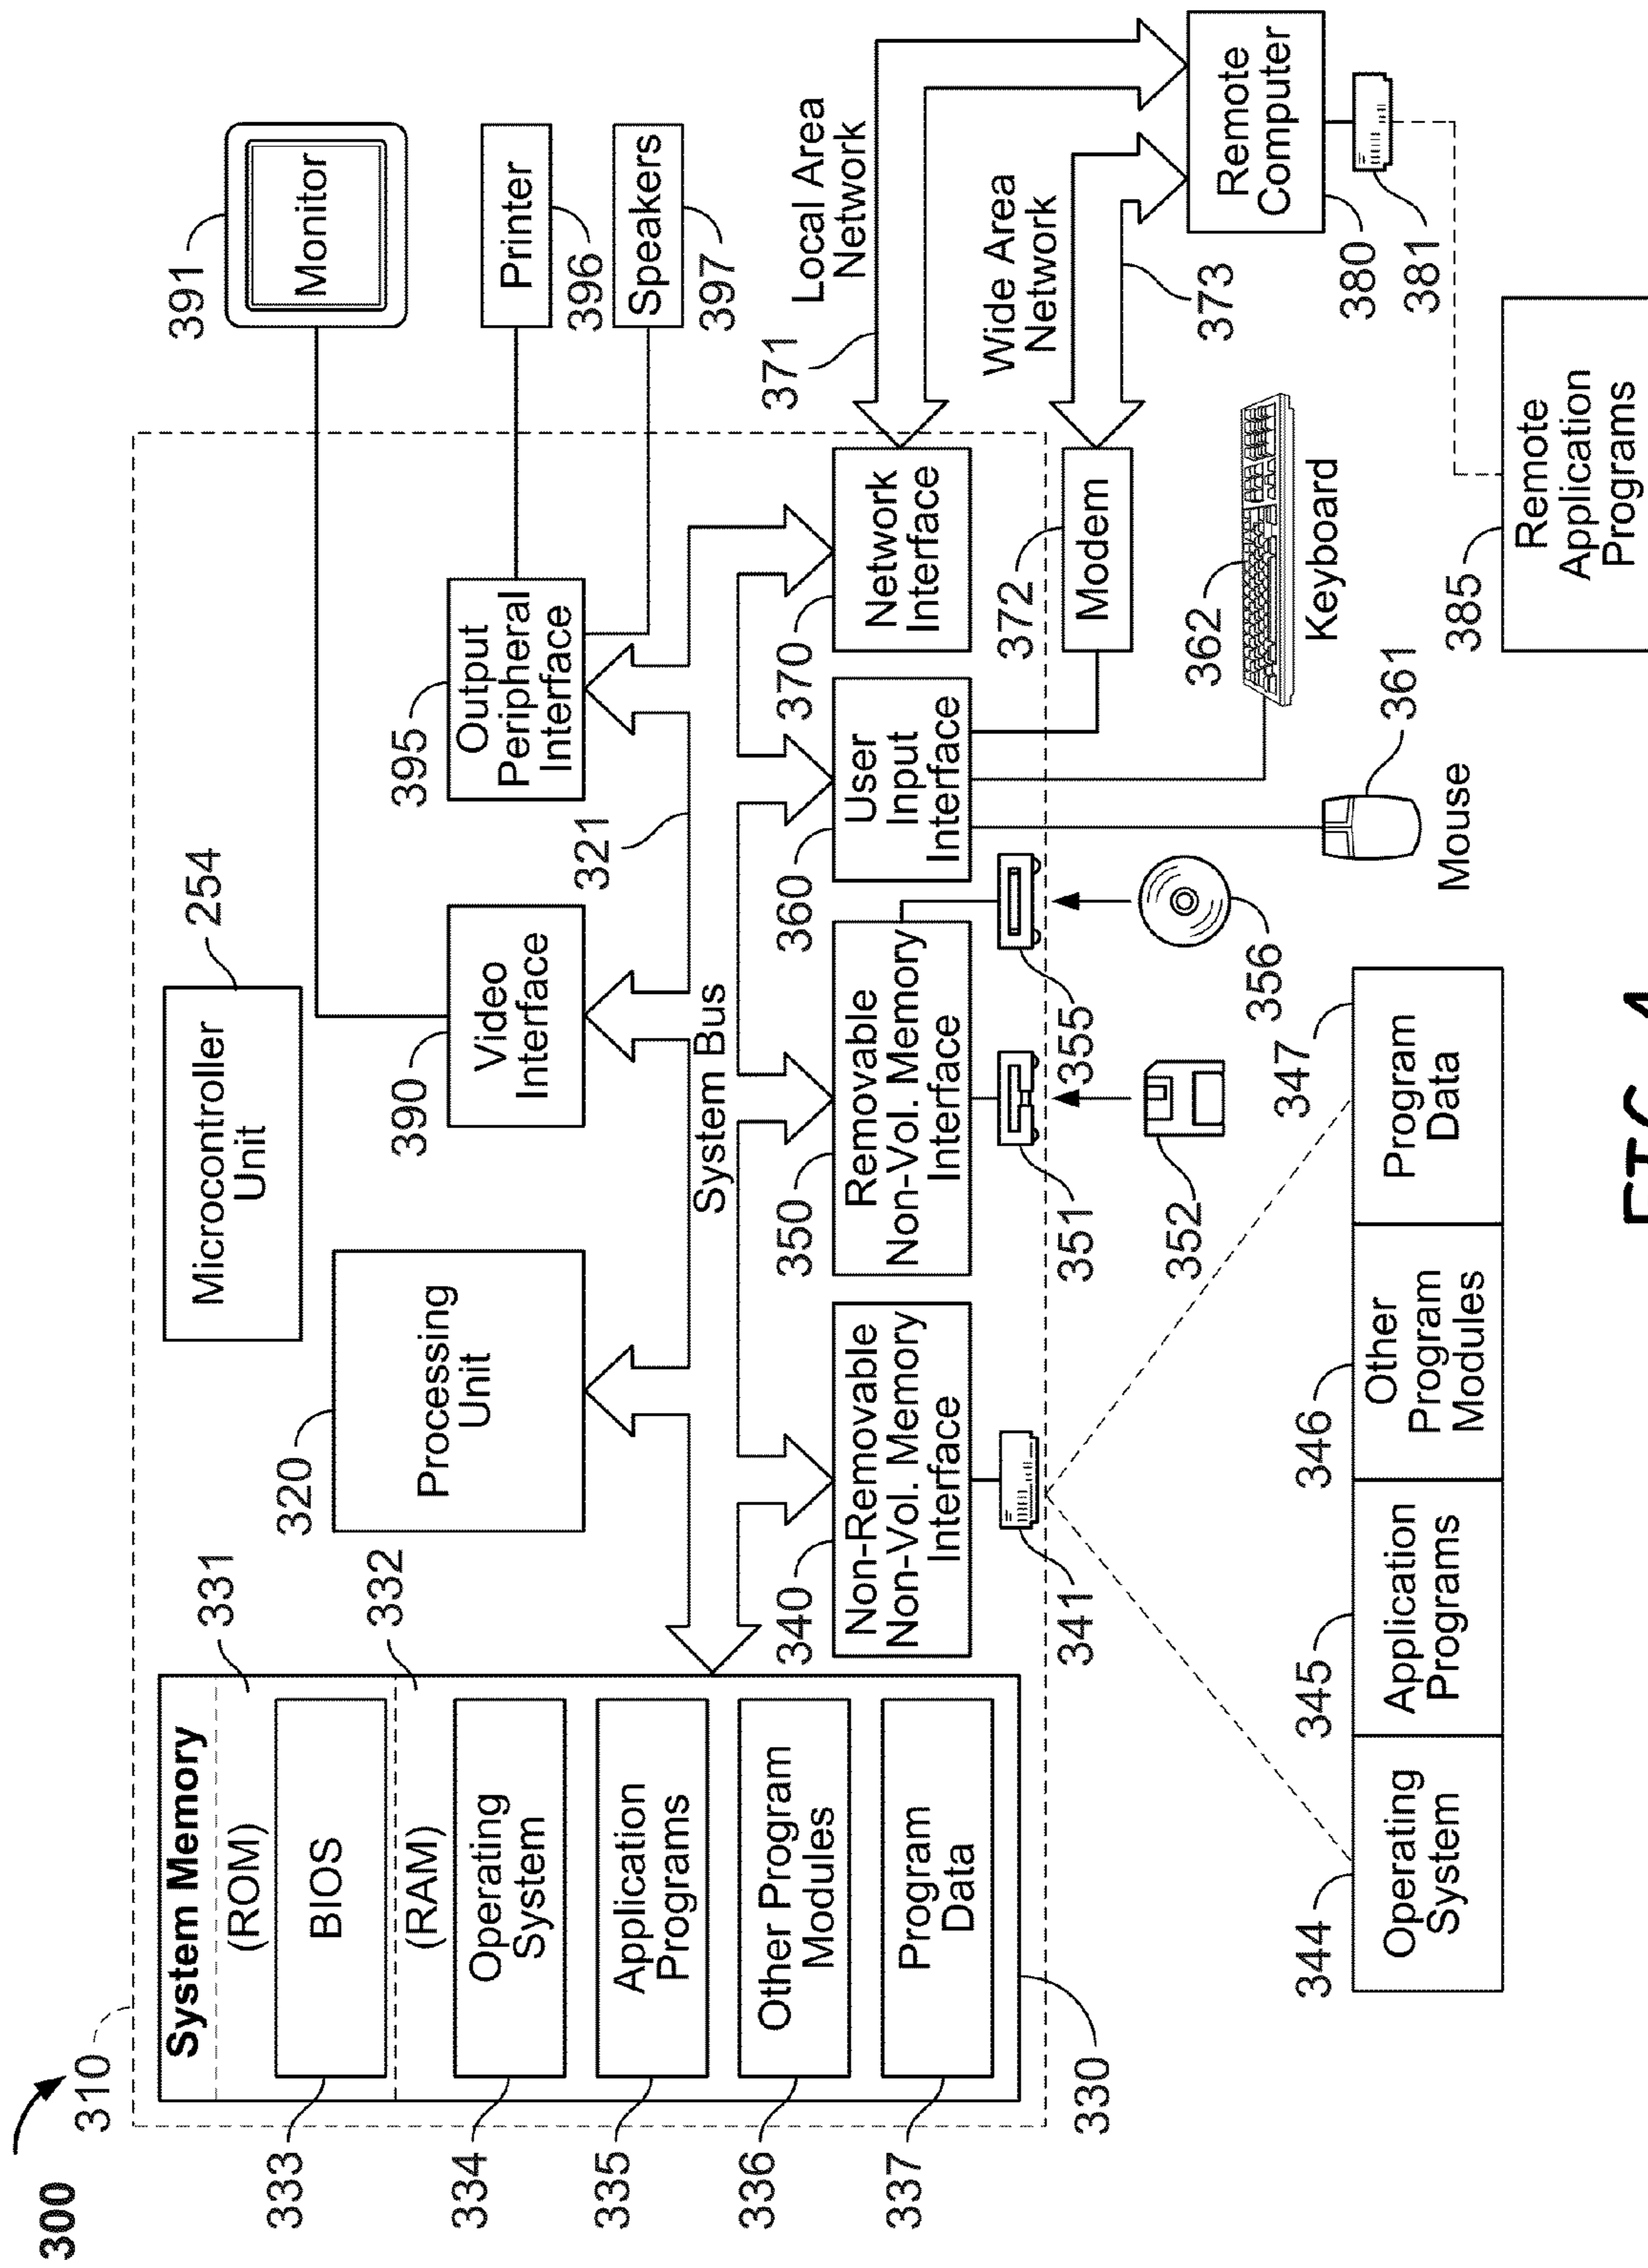 300
310
391
Monitor
254
Microcontroller
Unit
System Memory
(ROM)
331
BIOS
333
(RAM)
332
320
Processing
Unit
390
Video
Interface
395
Output
Peripheral
Interface
Printer
396
Speakers
397
334
Operating
System
335
Application
Programs
336
Other Program
Modules
337
Program
Data
330
System Bus
321
371
Local Area
Network
340
Non-Removable
Non-Vol. Memory
Interface
350
Removable
Non-Vol. Memory
Interface
360
User
Input
Interface
370
Network
Interface
Wide Area
Network
372
Modem
373
341
351
355
352
356
362
Keyboard
361
Mouse
Remote
Computer
380
381
344
Operating
System
345
Application
Programs
346
Other
Program
Modules
347
Program
Data
385
Remote
Application
Programs